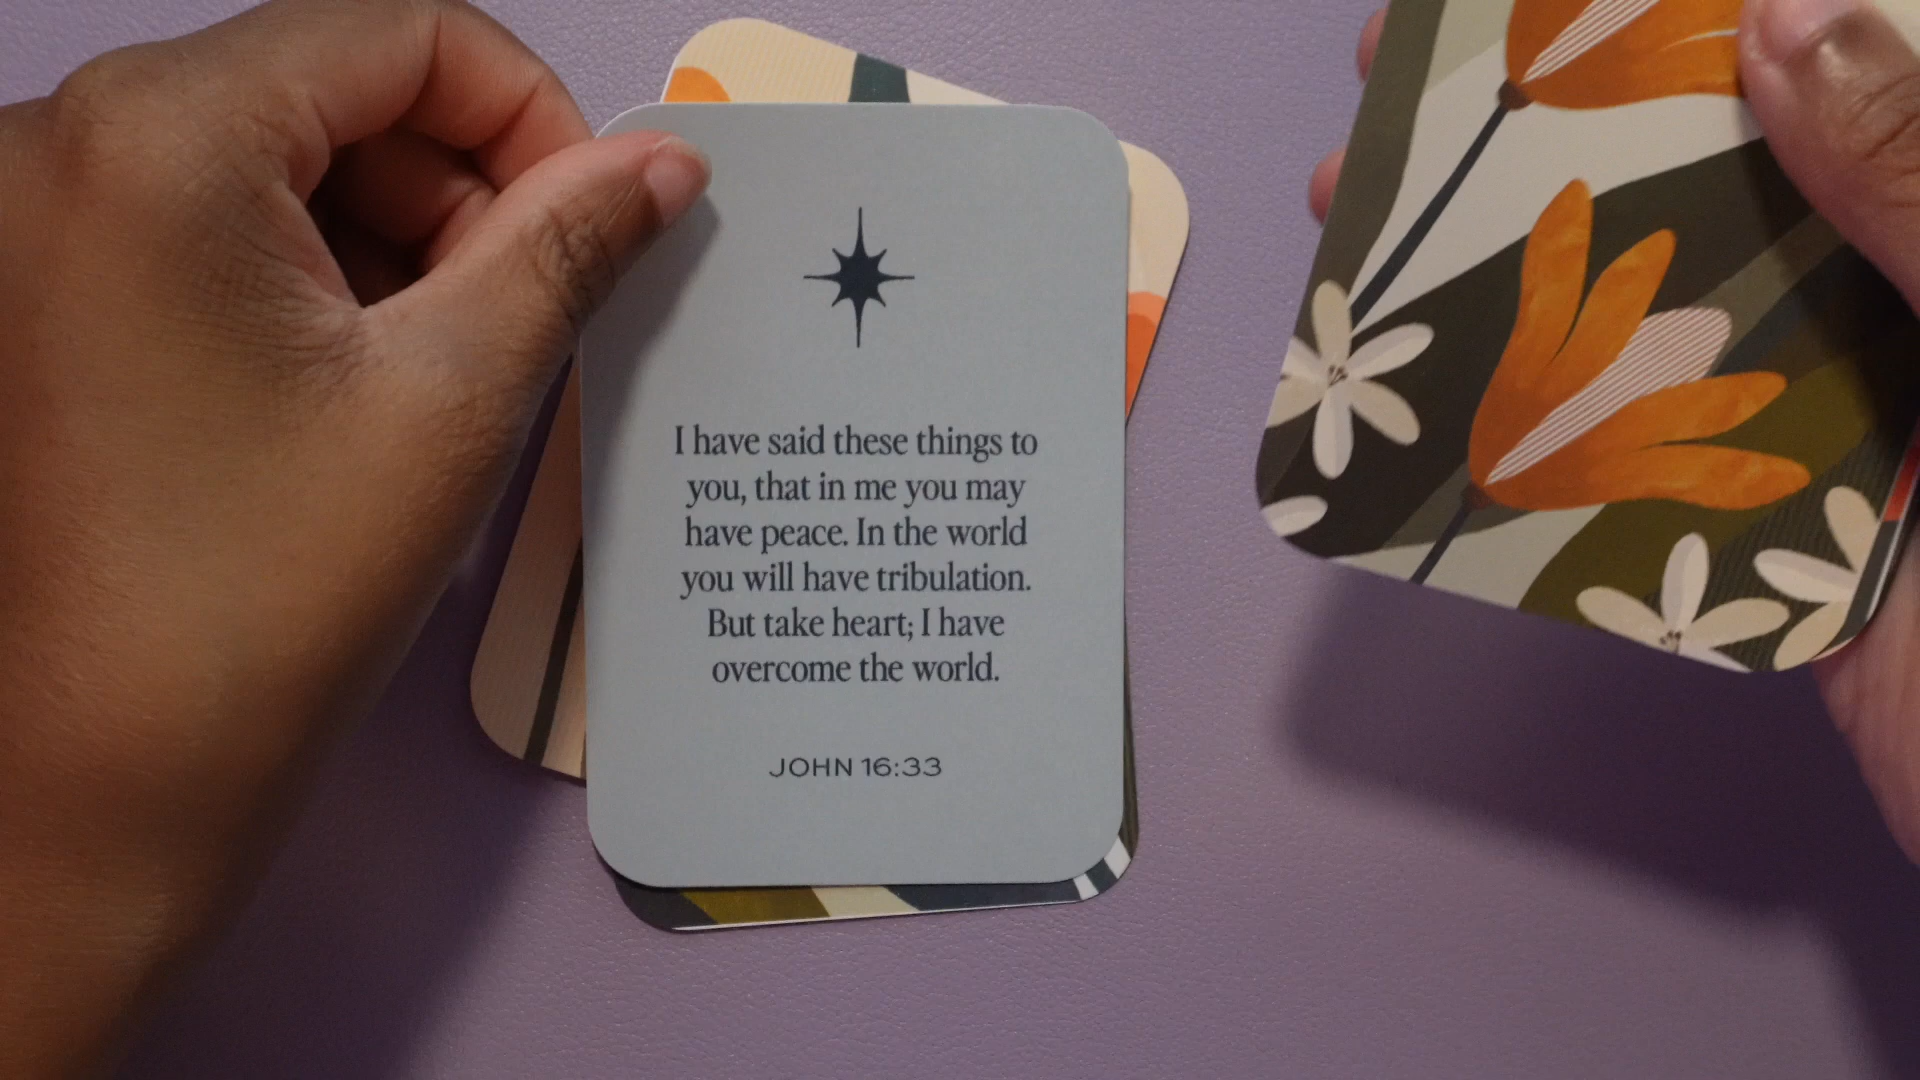 I have said these things to
you, that in me you may
have peace. In the world
you will have tribulation.
But take heart; I have
overcome the world.
JOHN 16:33